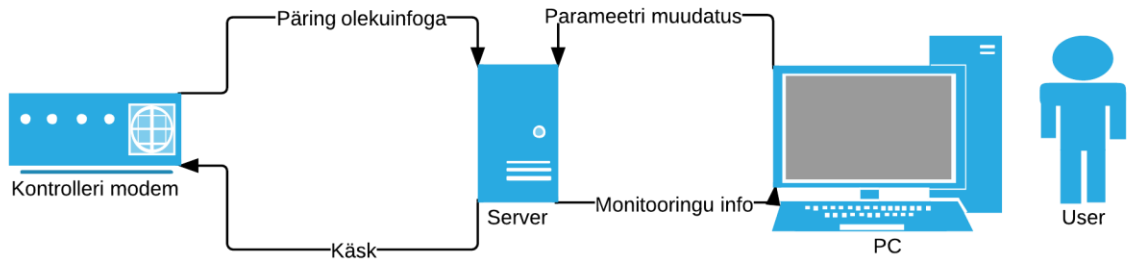 Päring olekuinfoga
Parameetri muudatus
Kontrolleri modem
Server
Monitooringu info
User
Käsk
PC